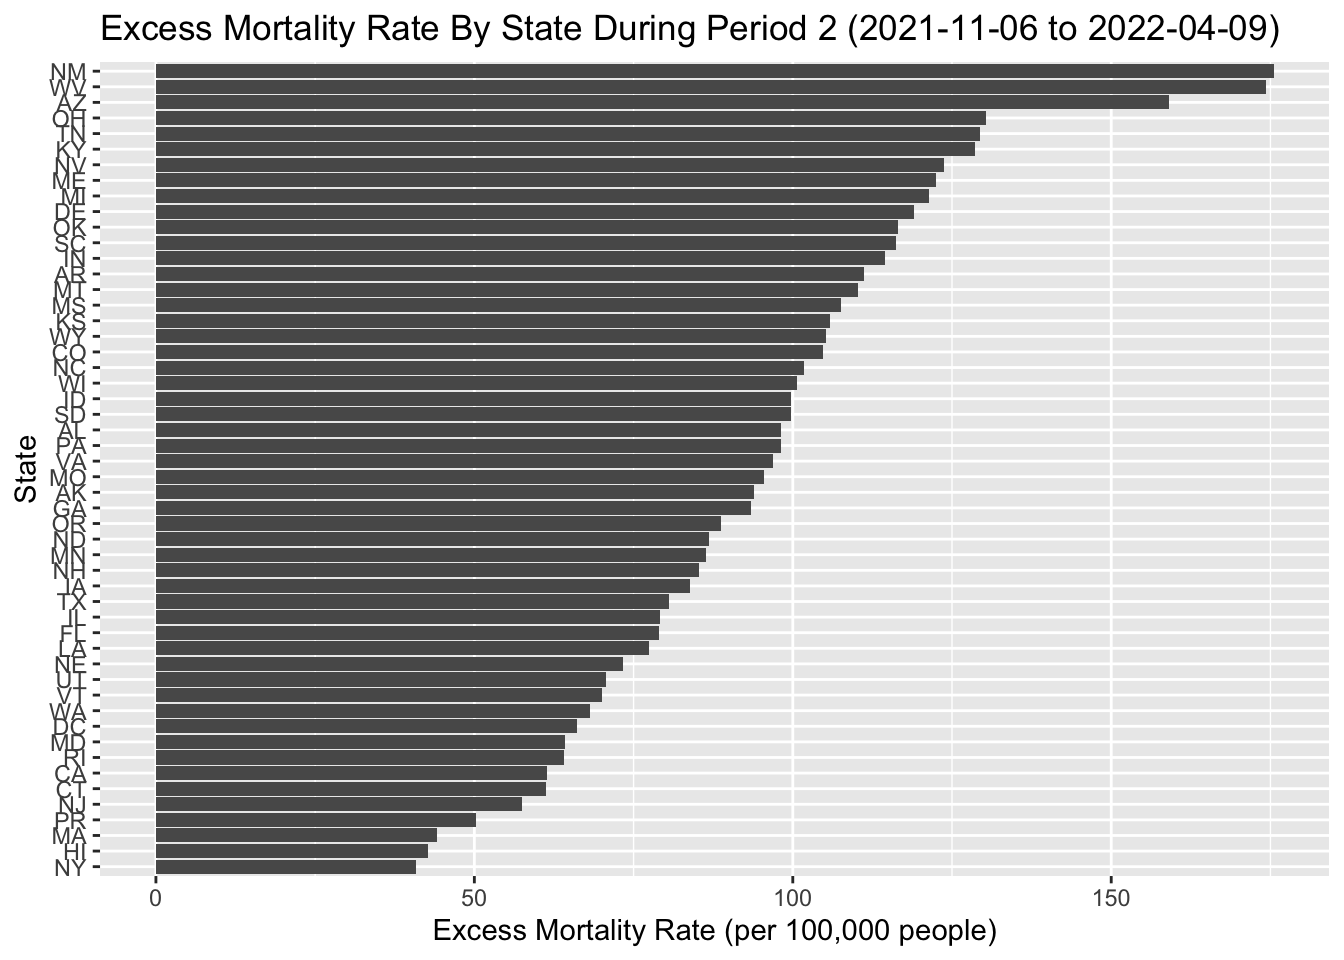 Excess Mortality Rate By State During Period 2 (2021-11-06 to 2022-04-09)
NM
WV
AZ
OH
TN
KY
NV
ME
MI
DE
OK
SC
IN
AR
MT
MS
KS
WY
CO
NC
WI
ID
SD
AL
PA
VA
MO
AK
GA
OR
ND
MN
NH
IA
TX
IL
FL
LA
NE
UT
VT
WA
DC
MD
RI
CA
CT
NJ
PR
MA
HI
NY
State
0 50 100 150
Excess Mortality Rate (per 100,000 people)